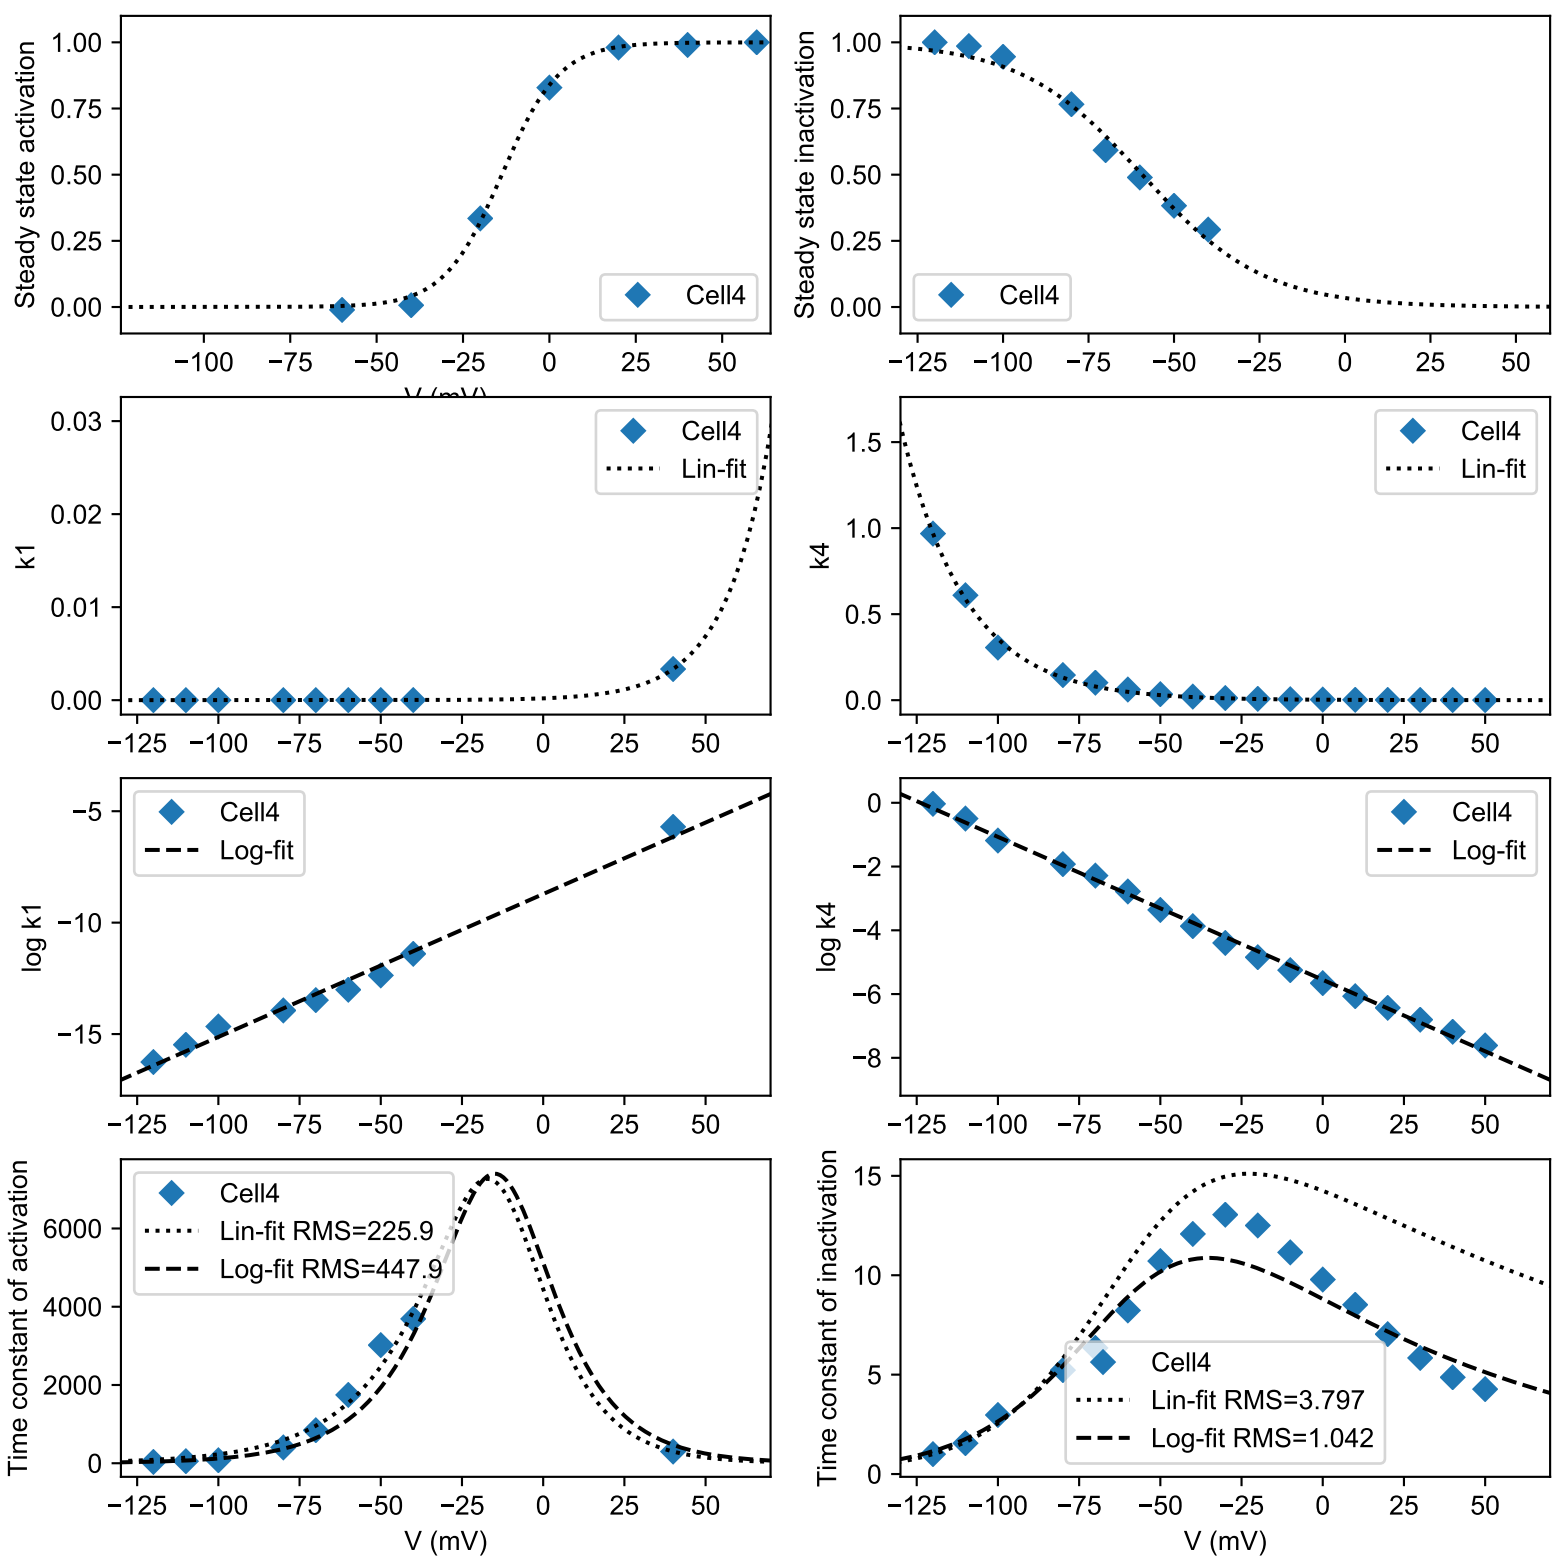 Steady state activation
1.00
0.75
0.50
0.25
0.00
Cell4
−100 −75 −50 −25 0 25 50
V (mV)
Steady state inactivation
1.00
0.75
0.50
0.25
0.00
Cell4
−125 −100 −75 −50 −25 0 25 50
k1
0.03
0.02
0.01
0.00
Cell4
Lin-fit
−125 −100 −75 −50 −25 0 25 50
k4
1.5
1.0
0.5
0.0
Cell4
Lin-fit
−125 −100 −75 −50 −25 0 25 50
log k1
−5
−10
−15
Cell4
Log-fit
−125 −100 −75 −50 −25 0 25 50
log k4
0
−2
−4
−6
−8
Cell4
Log-fit
−125 −100 −75 −50 −25 0 25 50
Time constant of activation
6000
4000
2000
0
Cell4
Lin-fit RMS=225.9
Log-fit RMS=447.9
−125 −100 −75 −50 −25 0 25 50
V (mV)
Time constant of inactivation
15
10
5
0
Cell4
Lin-fit RMS=3.797
Log-fit RMS=1.042
−125 −100 −75 −50 −25 0 25 50
V (mV)